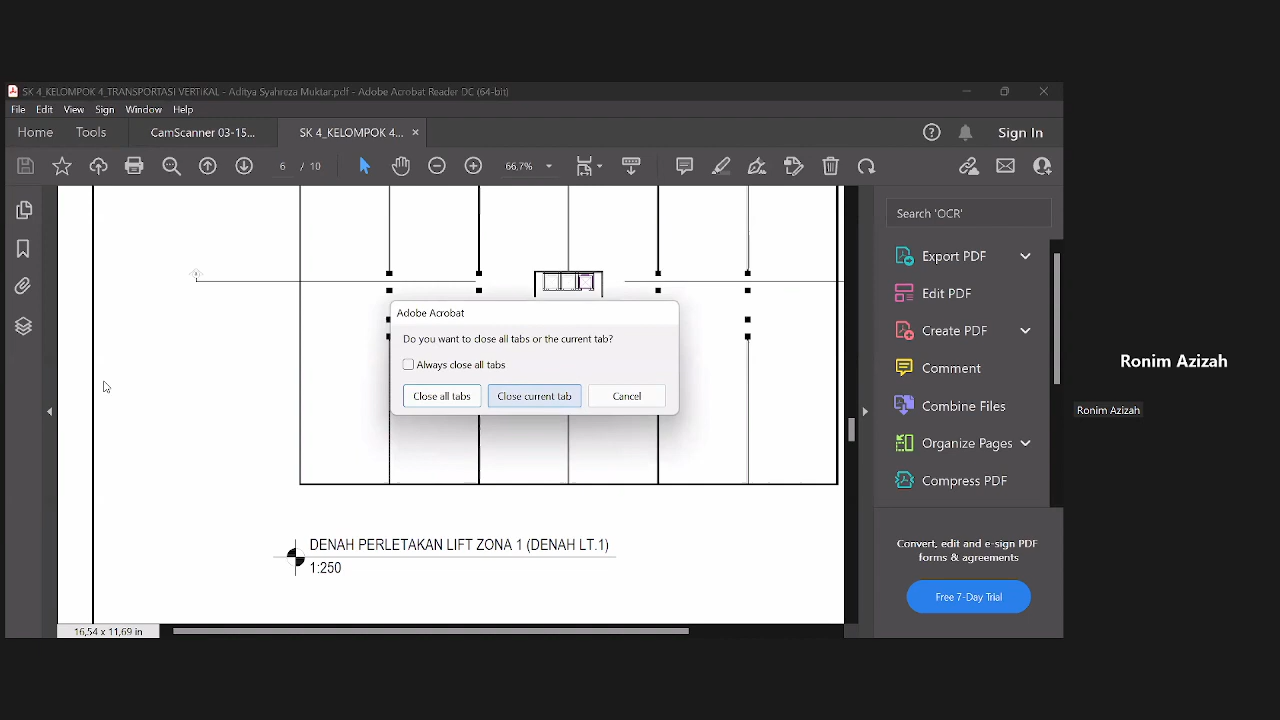 SK 4_KELOMPOK 4_TRANSPORTASI VERTIKAL - Aditya Syahreza Muktar.pdf - Adobe Acrobat Reader DC (64-bit)
File Edit View Sign Window Help
Home Tools CamScanner 03-15... SK 4_KELOMPOK 4... Sign In
6 / 10 66,7%
Search 'OCR'
Export PDF
Edit PDF
Create PDF
Comment
Combine Files
Organize Pages
Compress PDF
Convert, edit and e-sign PDF
forms & agreements
Free 7-Day Trial
Adobe Acrobat
Do you want to close all tabs or the current tab?
Always close all tabs
Close all tabs Close current tab Cancel
DENAH PERLETAKAN LIFT ZONA 1 (DENAH LT.1)
1:250
16,54 x 11,69 in
Ronim Azizah
Ronim Azizah